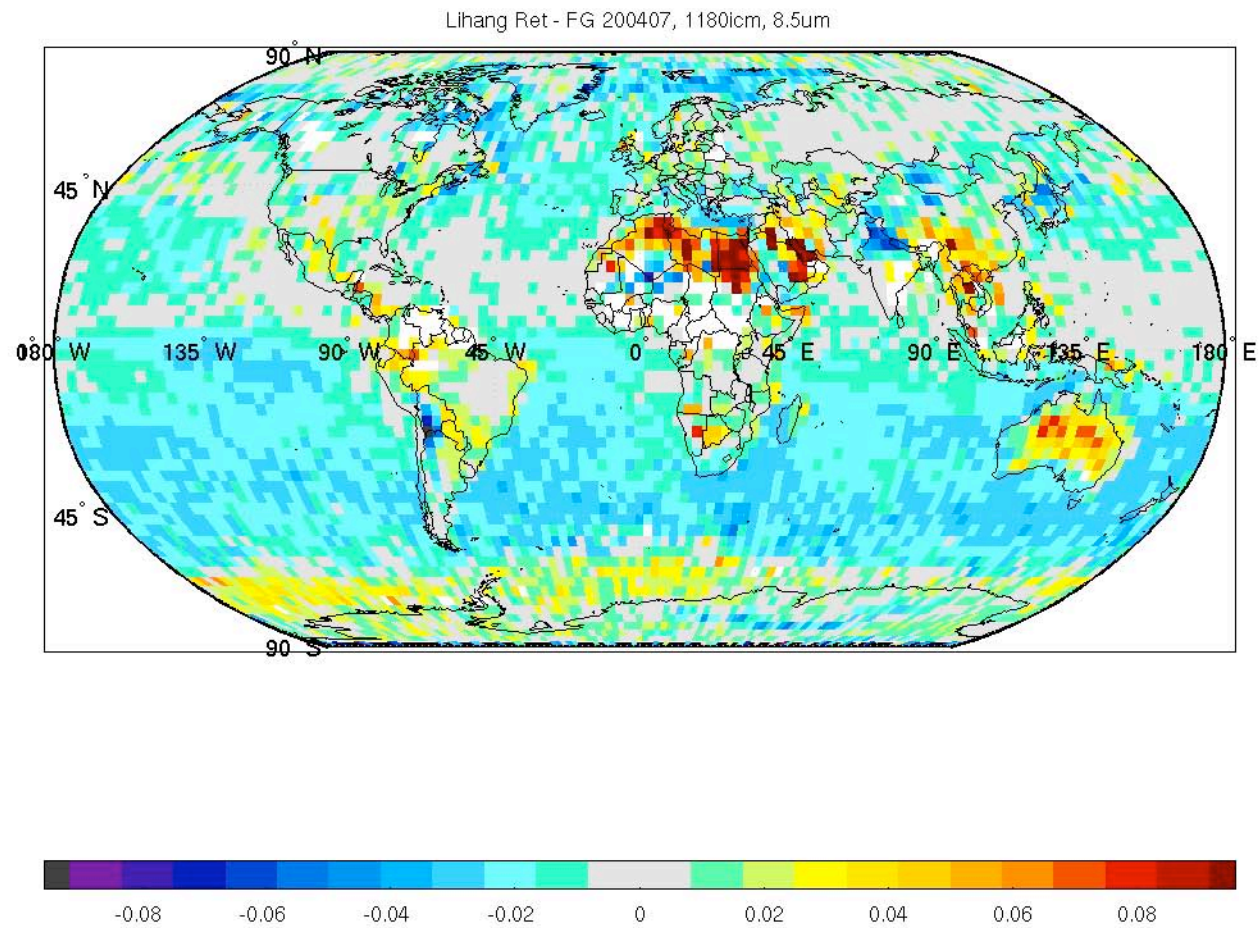 Lihang Ret - FG 200407, 1180icm, 8.5um
90° N
45° N
0° 180° W 135° W 90° W 45° W 0° 45° E 90° E 135° E 180° E
45° S
90° S
-0.08 -0.06 -0.04 -0.02 0 0.02 0.04 0.06 0.08